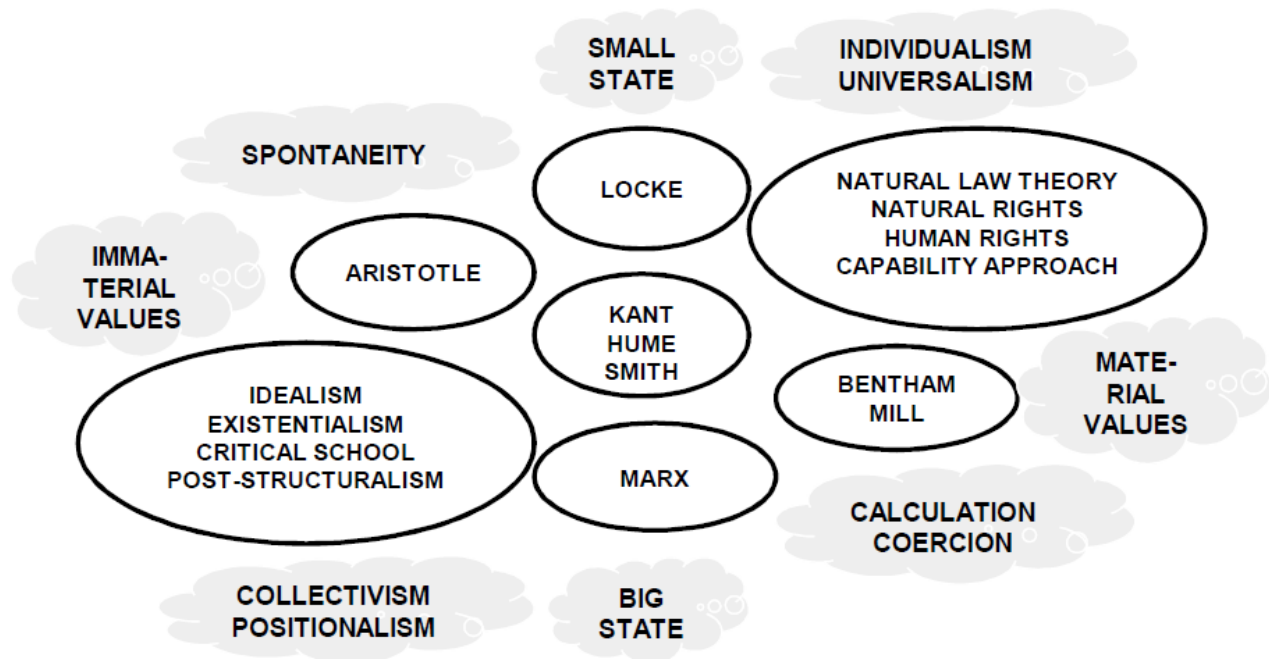 SMALL
STATE
INDIVIDUALISM
UNIVERSALISM
SPONTANEITY
LOCKE
NATURAL LAW THEORY
NATURAL RIGHTS
HUMAN RIGHTS
CAPABILITY APPROACH
IMMA-
TERIAL
VALUES
ARISTOTLE
KANT
HUME
SMITH
BENTHAM
MILL
MATE-
RIAL
VALUES
IDEALISM
EXISTENTIALISM
CRITICAL SCHOOL
POST-STRUCTURALISM
MARX
CALCULATION
COERCION
COLLECTIVISM
POSITIONALISM
BIG
STATE